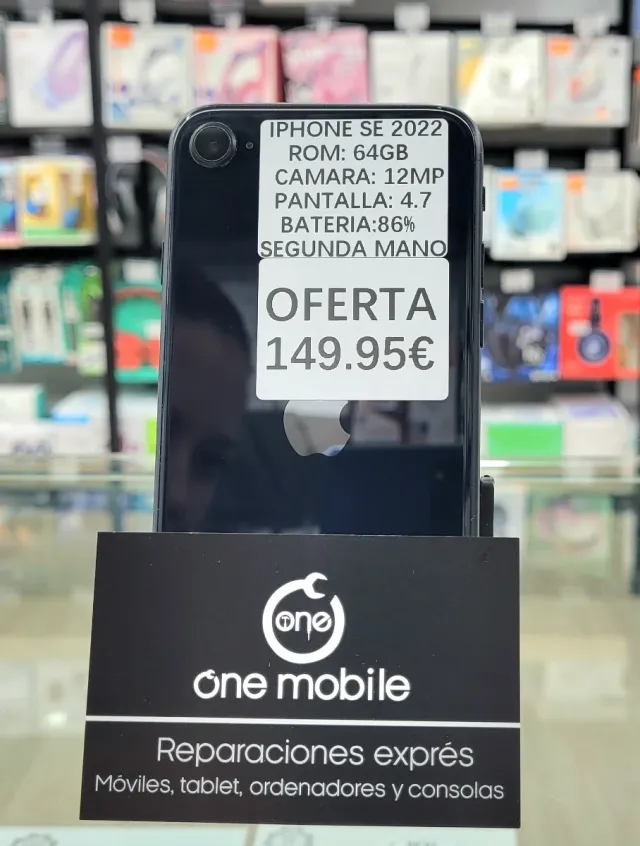 IPHONE SE 2022
ROM: 64GB
CAMARA: 12MP
PANTALLA: 4.7
BATERIA:86%
SEGUNDA MANO
OFERTA
149.95€
one
one mobile
Reparaciones exprés
Móviles, tablet, ordenadores y consolas